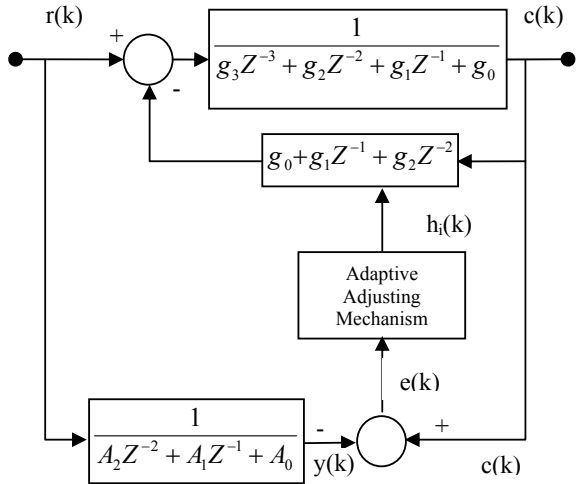 r(k)
c(k)
+
-
1
g₃Z⁻³ + g₂Z⁻² + g₁Z⁻¹ + g₀
g₀+g₁Z⁻¹ + g₂Z⁻²
hᵢ(k)
Adaptive
Adjusting
Mechanism
e(k)
1
A₂Z⁻² + A₁Z⁻¹ + A₀
-
y(k)
+
c(k)